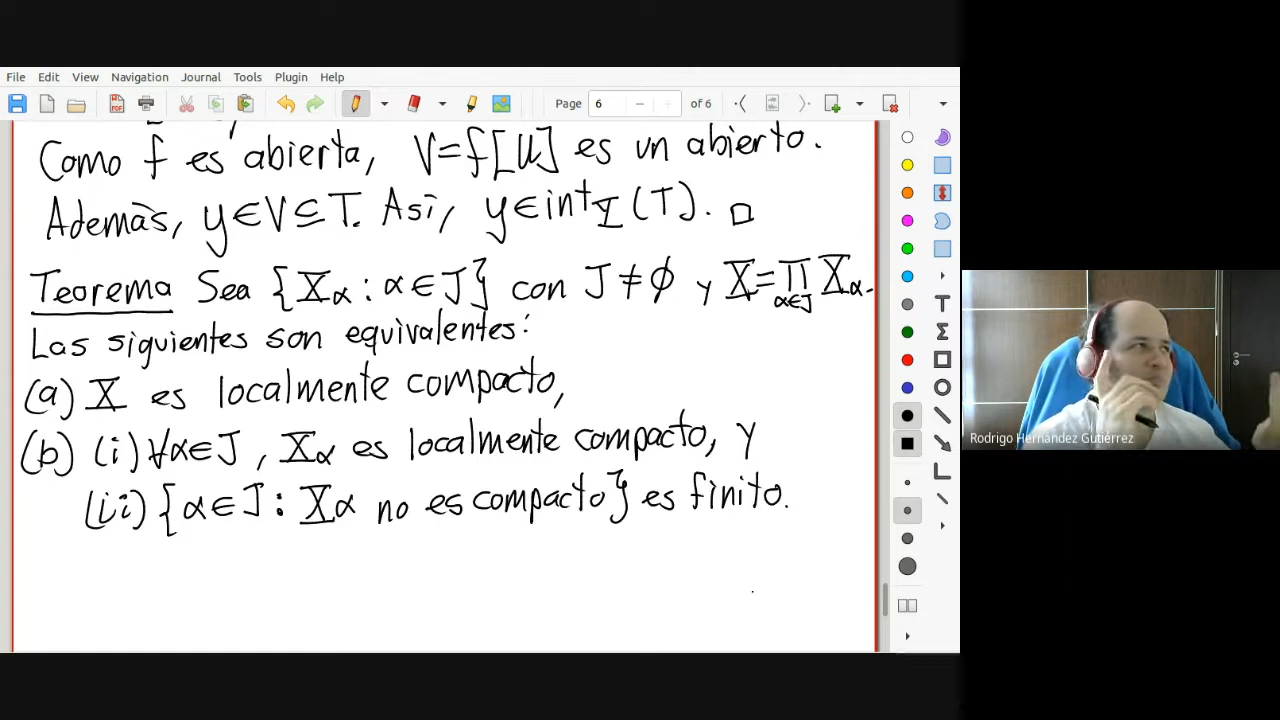 File Edit View Navigation Journal Tools Plugin Help
Page 6 of 6
Como f es abierta, V=f[U] es un abierto.
Además, y∈V⊆T. Así, y∈int_Y(T). □
Teorema Sea {X_α : α∈J} con J≠∅ y X=∏_{α∈J} X_α.
Las siguientes son equivalentes:
(a) X es localmente compacto,
(b) (i) ∀α∈J, X_α es localmente compacto, y
(ii) {α∈J : X_α no es compacto} es finito.
Rodrigo Hernández Gutiérrez